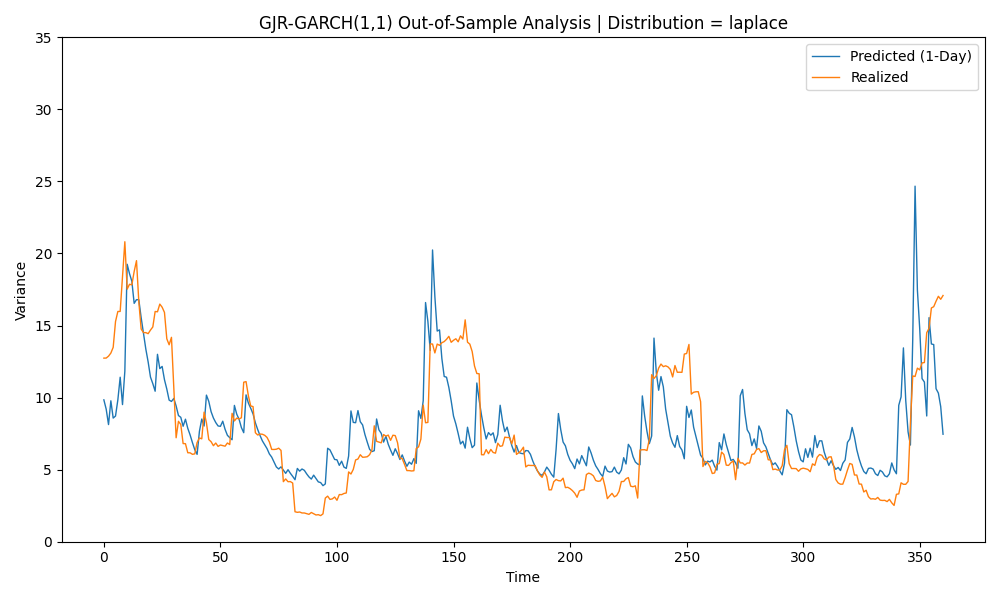 GJR-GARCH(1,1) Out-of-Sample Analysis | Distribution = laplace
Predicted (1-Day)
Realized
Variance
35
30
25
20
15
10
5
0
0 50 100 150 200 250 300 350
Time